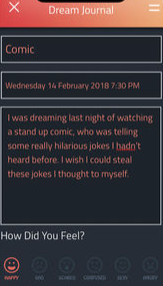 Dream Journal
Comic
Wednesday 14 February 2018 7:30 PM
I was dreaming last night of watching
a stand up comic, who was telling
some really hilarious jokes I hadn't
heard before. I wish I could steal
these jokes I thought to myself.
How Did You Feel?
HAPPY SAD SCARED CONFUSED SEXY ANGRY